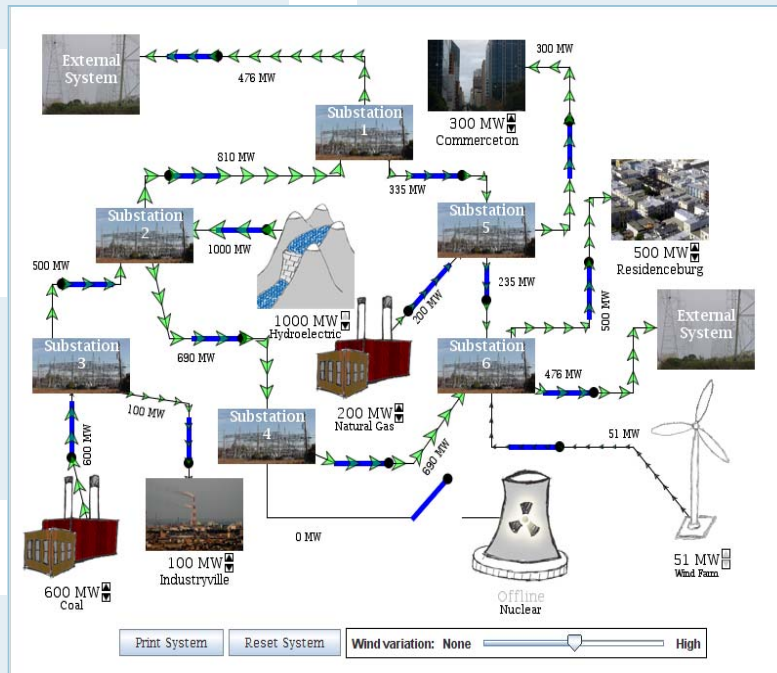 External
System
476 MW
Substation
1
300 MW
300 MW
Commerceton
810 MW
335 MW
Substation
2
1000 MW
Substation
5
500 MW
Residenceburg
500 MW
1000 MW
Hydroelectric
200 MW
235 MW
500 MW
External
System
690 MW
Substation
3
100 MW
Substation
6
476 MW
200 MW
Natural Gas
Substation
4
600 MW
690 MW
51 MW
0 MW
100 MW
Industryville
600 MW
Coal
Offline
Nuclear
51 MW
Wind Farm
Print System
Reset System
Wind variation: None High